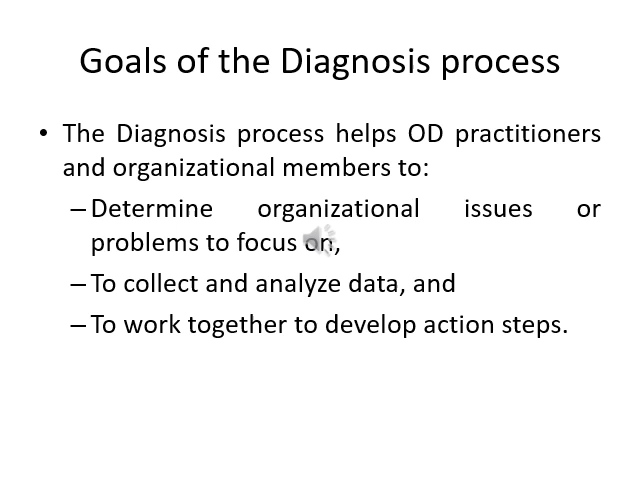 Goals of the Diagnosis process
• The Diagnosis process helps OD practitioners
and organizational members to:
– Determine organizational issues or
problems to focus on,
– To collect and analyze data, and
– To work together to develop action steps.